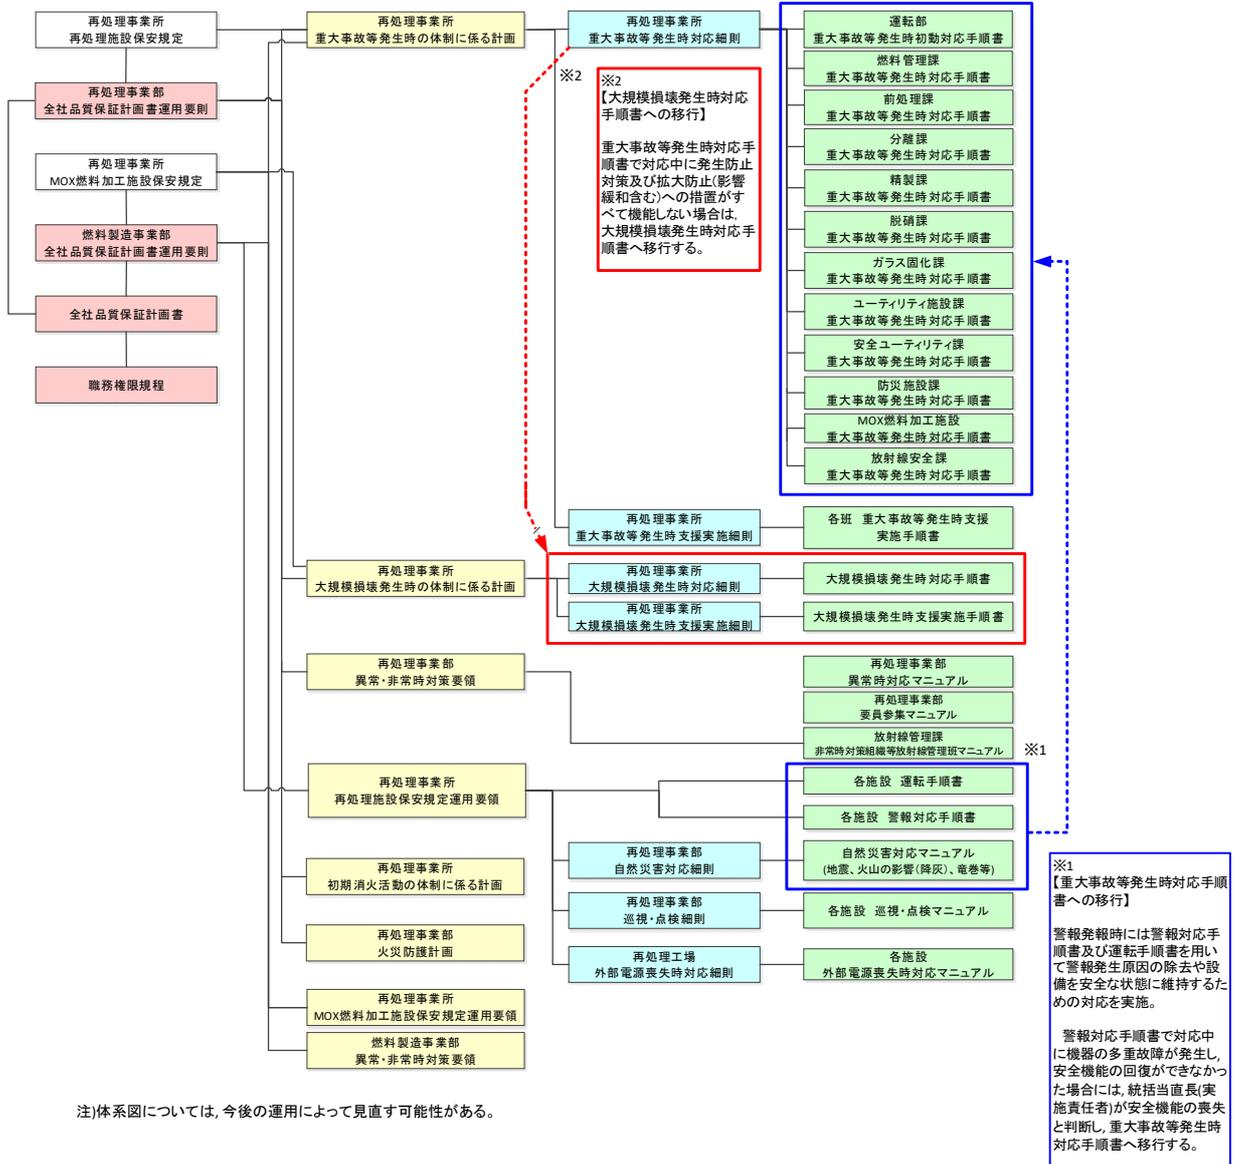 再処理事業所
再処理施設保安規定
再処理事業部
全社品質保証計画書運用要則
再処理事業所
MOX燃料加工施設保安規定
燃料製造事業部
全社品質保証計画書運用要則
全社品質保証計画書
職務権限規程
再処理事業所
重大事故等発生時の体制に係る計画
再処理事業所
大規模損壊発生時の体制に係る計画
再処理事業部
異常・非常時対策要領
再処理事業所
再処理施設保安規定運用要領
再処理事業所
初期消火活動の体制に係る計画
再処理事業部
火災防護計画
再処理事業所
MOX燃料加工施設保安規定運用要領
燃料製造事業部
異常・非常時対策要領
再処理事業所
重大事故等発生時対応細則
※2
※2
【大規模損壊発生時対応
手順書への移行】
重大事故等発生時対応手
順書で対応中に発生防止
対策及び拡大防止(影響
緩和含む)への措置がす
べて機能しない場合は,
大規模損壊発生時対応手
順書へ移行する。
再処理事業所
重大事故等発生時支援実施細則
再処理事業所
大規模損壊発生時対応細則
再処理事業所
大規模損壊発生時支援実施細則
再処理事業部
自然災害対応細則
再処理事業部
巡視・点検細則
再処理工場
外部電源喪失時対応細則
運転部
重大事故等発生時初動対応手順書
燃料管理課
重大事故等発生時対応手順書
前処理課
重大事故等発生時対応手順書
分離課
重大事故等発生時対応手順書
精製課
重大事故等発生時対応手順書
脱硝課
重大事故等発生時対応手順書
ガラス固化課
重大事故等発生時対応手順書
ユーティリティ施設課
重大事故等発生時対応手順書
安全ユーティリティ課
重大事故等発生時対応手順書
防災施設課
重大事故等発生時対応手順書
MOX燃料加工施設
重大事故等発生時対応手順書
放射線安全課
重大事故等発生時対応手順書
各班 重大事故等発生時支援
実施手順書
大規模損壊発生時対応手順書
大規模損壊発生時支援実施手順書
再処理事業部
異常時対応マニュアル
再処理事業部
要員参集マニュアル
放射線管理課
非常時対策組織等放射線管理班マニュアル
※1
各施設 運転手順書
各施設 警報対応手順書
自然災害対応マニュアル
(地震、火山の影響(降灰)、竜巻等)
各施設 巡視・点検マニュアル
各施設
外部電源喪失時対応マニュアル
※1
【重大事故等発生時対応手順
書への移行】
警報発報時には警報対応手
順書及び運転手順書を用い
て警報発生原因の除去や設
備を安全な状態に維持するた
めの対応を実施。
警報対応手順書で対応中
に機器の多重故障が発生し,
安全機能の回復ができなかっ
た場合には, 統括当直長(実
施責任者)が安全機能の喪失
と判断し, 重大事故等発生時
対応手順書へ移行する。
注)体系図については, 今後の運用によって見直す可能性がある。